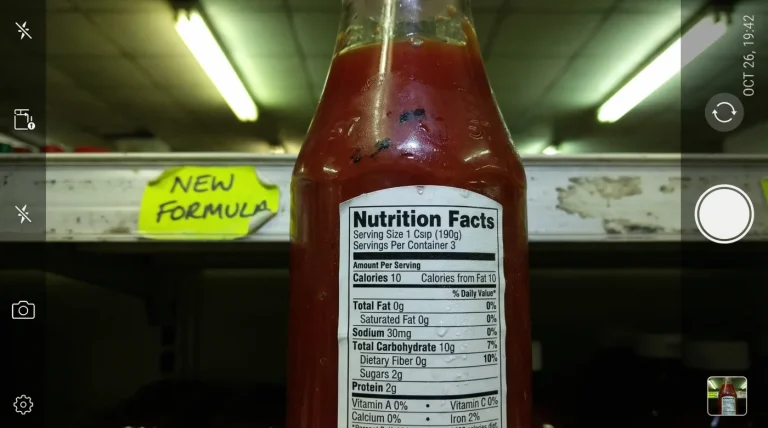 OCT 26, 19:42
NEW
FORMULA
Nutrition Facts
Serving Size 1 Csıp (190g)
Servings Per Container 3
Amount Per Serving
Calories 10 Calories from Fat 10
% Daily Value*
Total Fat 0g 0%
Saturated Fat 0g 0%
Sodium 30mg 0%
Total Carbohydrate 10g 7%
Dietary Fiber 0g 10%
Sugars 2g
Protein 2g
Vitamin A 0% • Vitamin C 0%
Calcium 0% • Iron 2%